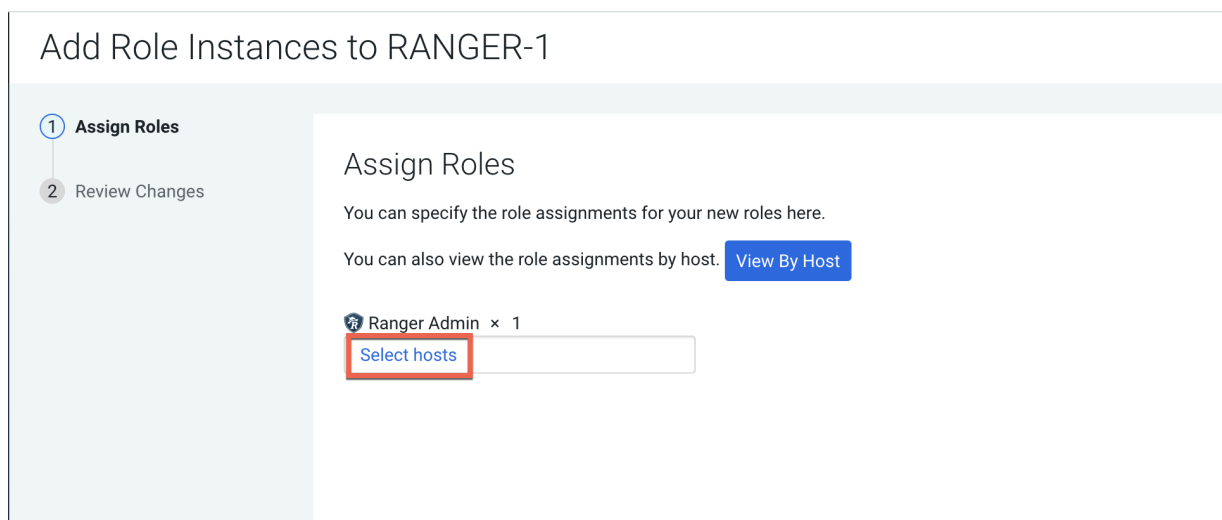 Add Role Instances to RANGER-1
1 Assign Roles
2 Review Changes
Assign Roles
You can specify the role assignments for your new roles here.
You can also view the role assignments by host. View By Host
Ranger Admin × 1
Select hosts